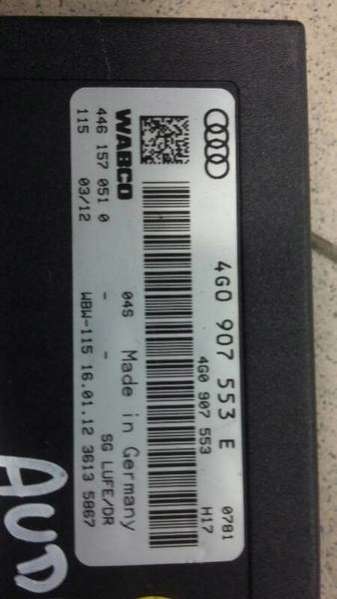 4G0 907 553 E 0781
4G0 907 553 H17
WABCO 04S Made in Germany
446 157 051 0 - - SG LUFE/DR
115 03/12 WBW-115 16.01.12 3613 5867
AUD